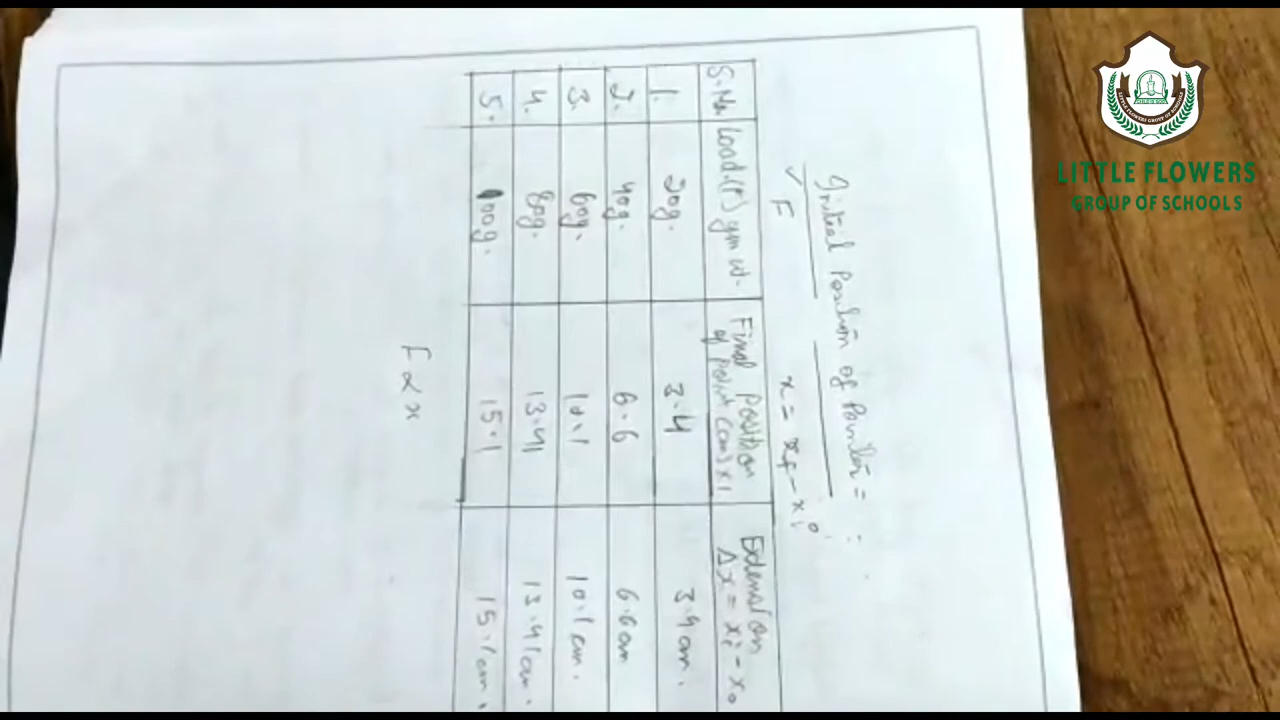 Initial Position of Pointer = :
F x = xf - xi°
S.No. Load.(F) gm wt. Final position of point (cm) x1 Extension Δx = xi - x0
1. 20g. 3.4 3.4 cm.
2. 40g. 6.6 6.6 cm
3. 60g. 10.1 10.1 cm.
4. 80g. 13.41 13.41 cm.
5. 100g. 15.1 15.1 cm.
F ∝ x
LITTLE FLOWERS
GROUP OF SCHOOLS